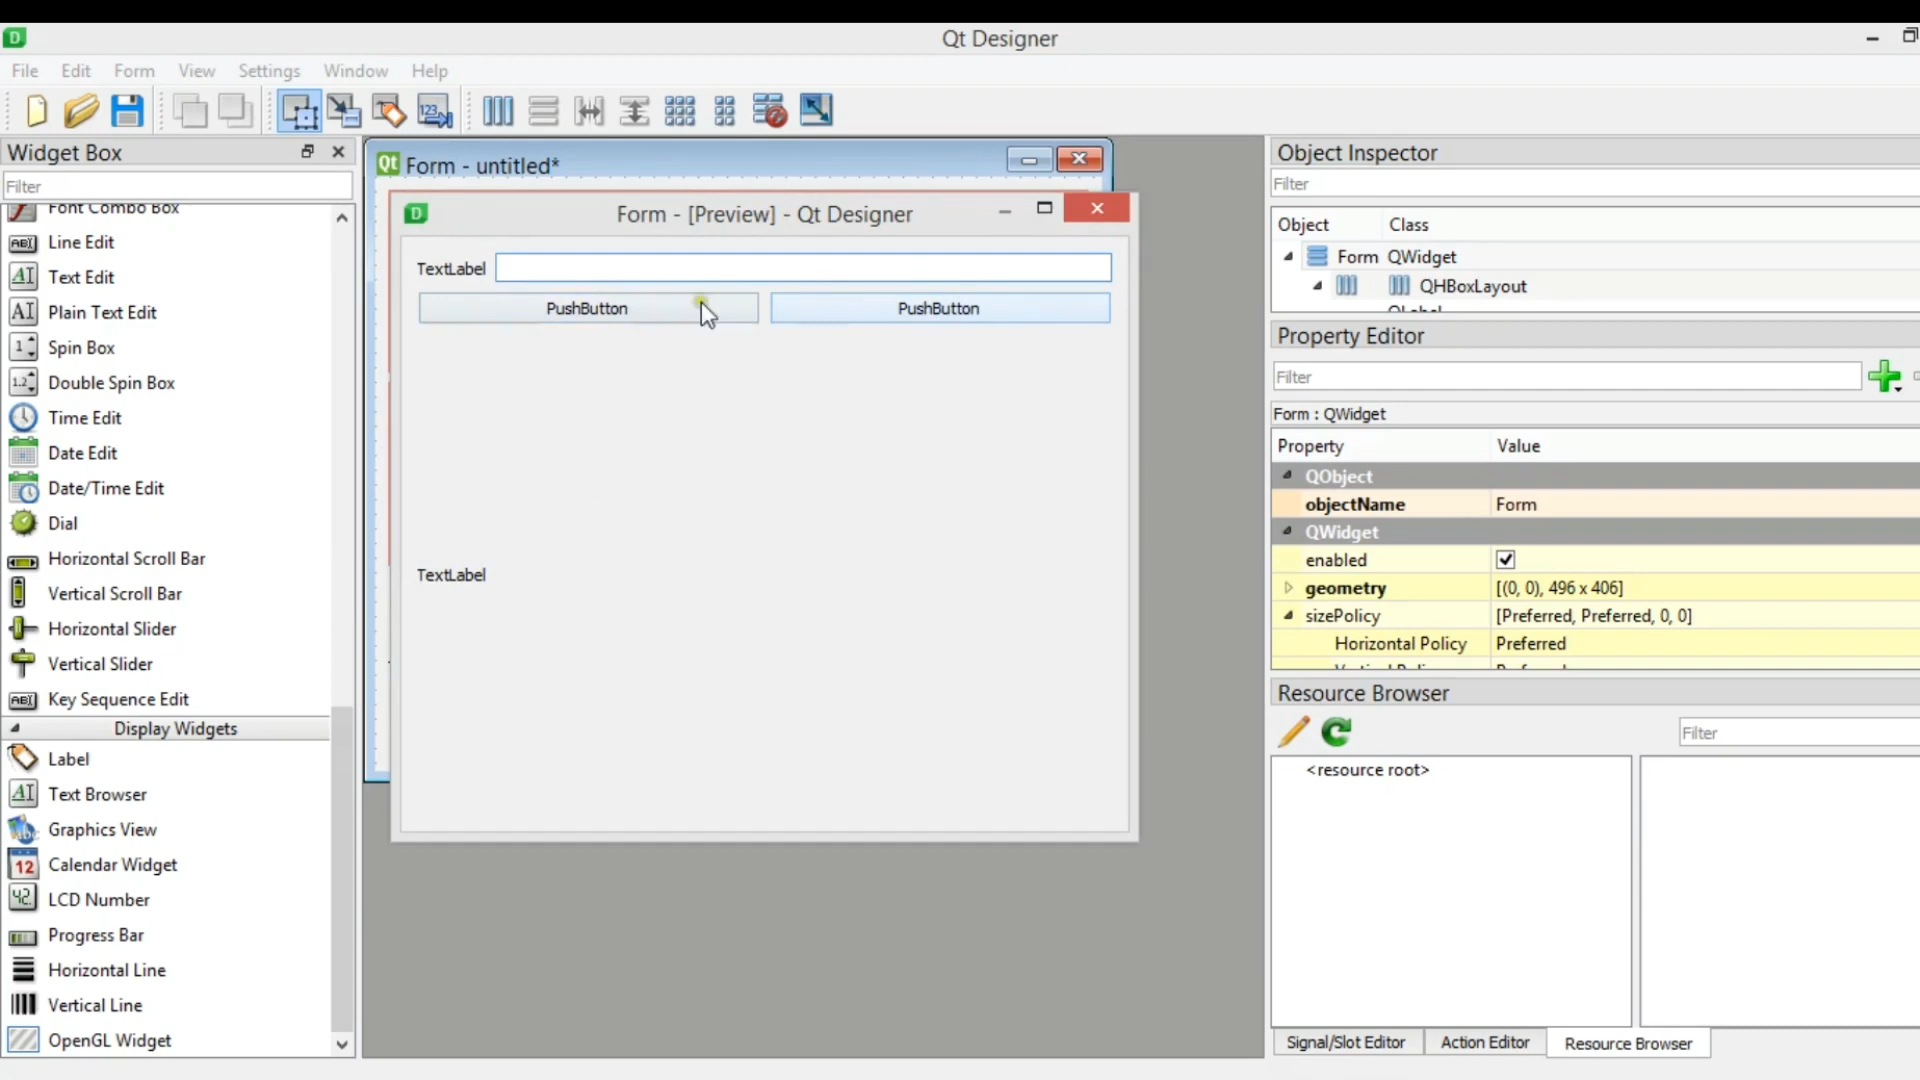 Qt Designer
File Edit Form View Settings Window Help
Widget Box
Filter
Font Combo Box
Line Edit
Text Edit
Plain Text Edit
Spin Box
Double Spin Box
Time Edit
Date Edit
Date/Time Edit
Dial
Horizontal Scroll Bar
Vertical Scroll Bar
Horizontal Slider
Vertical Slider
Key Sequence Edit
Display Widgets
Label
Text Browser
Graphics View
Calendar Widget
LCD Number
Progress Bar
Horizontal Line
Vertical Line
OpenGL Widget
Form - untitled*
Form - [Preview] - Qt Designer
TextLabel
PushButton PushButton
TextLabel
Object Inspector
Filter
Object Class
Form QWidget
QHBoxLayout
QLabel
Property Editor
Filter
Form : QWidget
Property Value
QObject
objectName Form
QWidget
enabled
geometry [(0, 0), 496 x 406]
sizePolicy [Preferred, Preferred, 0, 0]
Horizontal Policy Preferred
Resource Browser
Filter
<resource root>
Signal/Slot Editor Action Editor Resource Browser